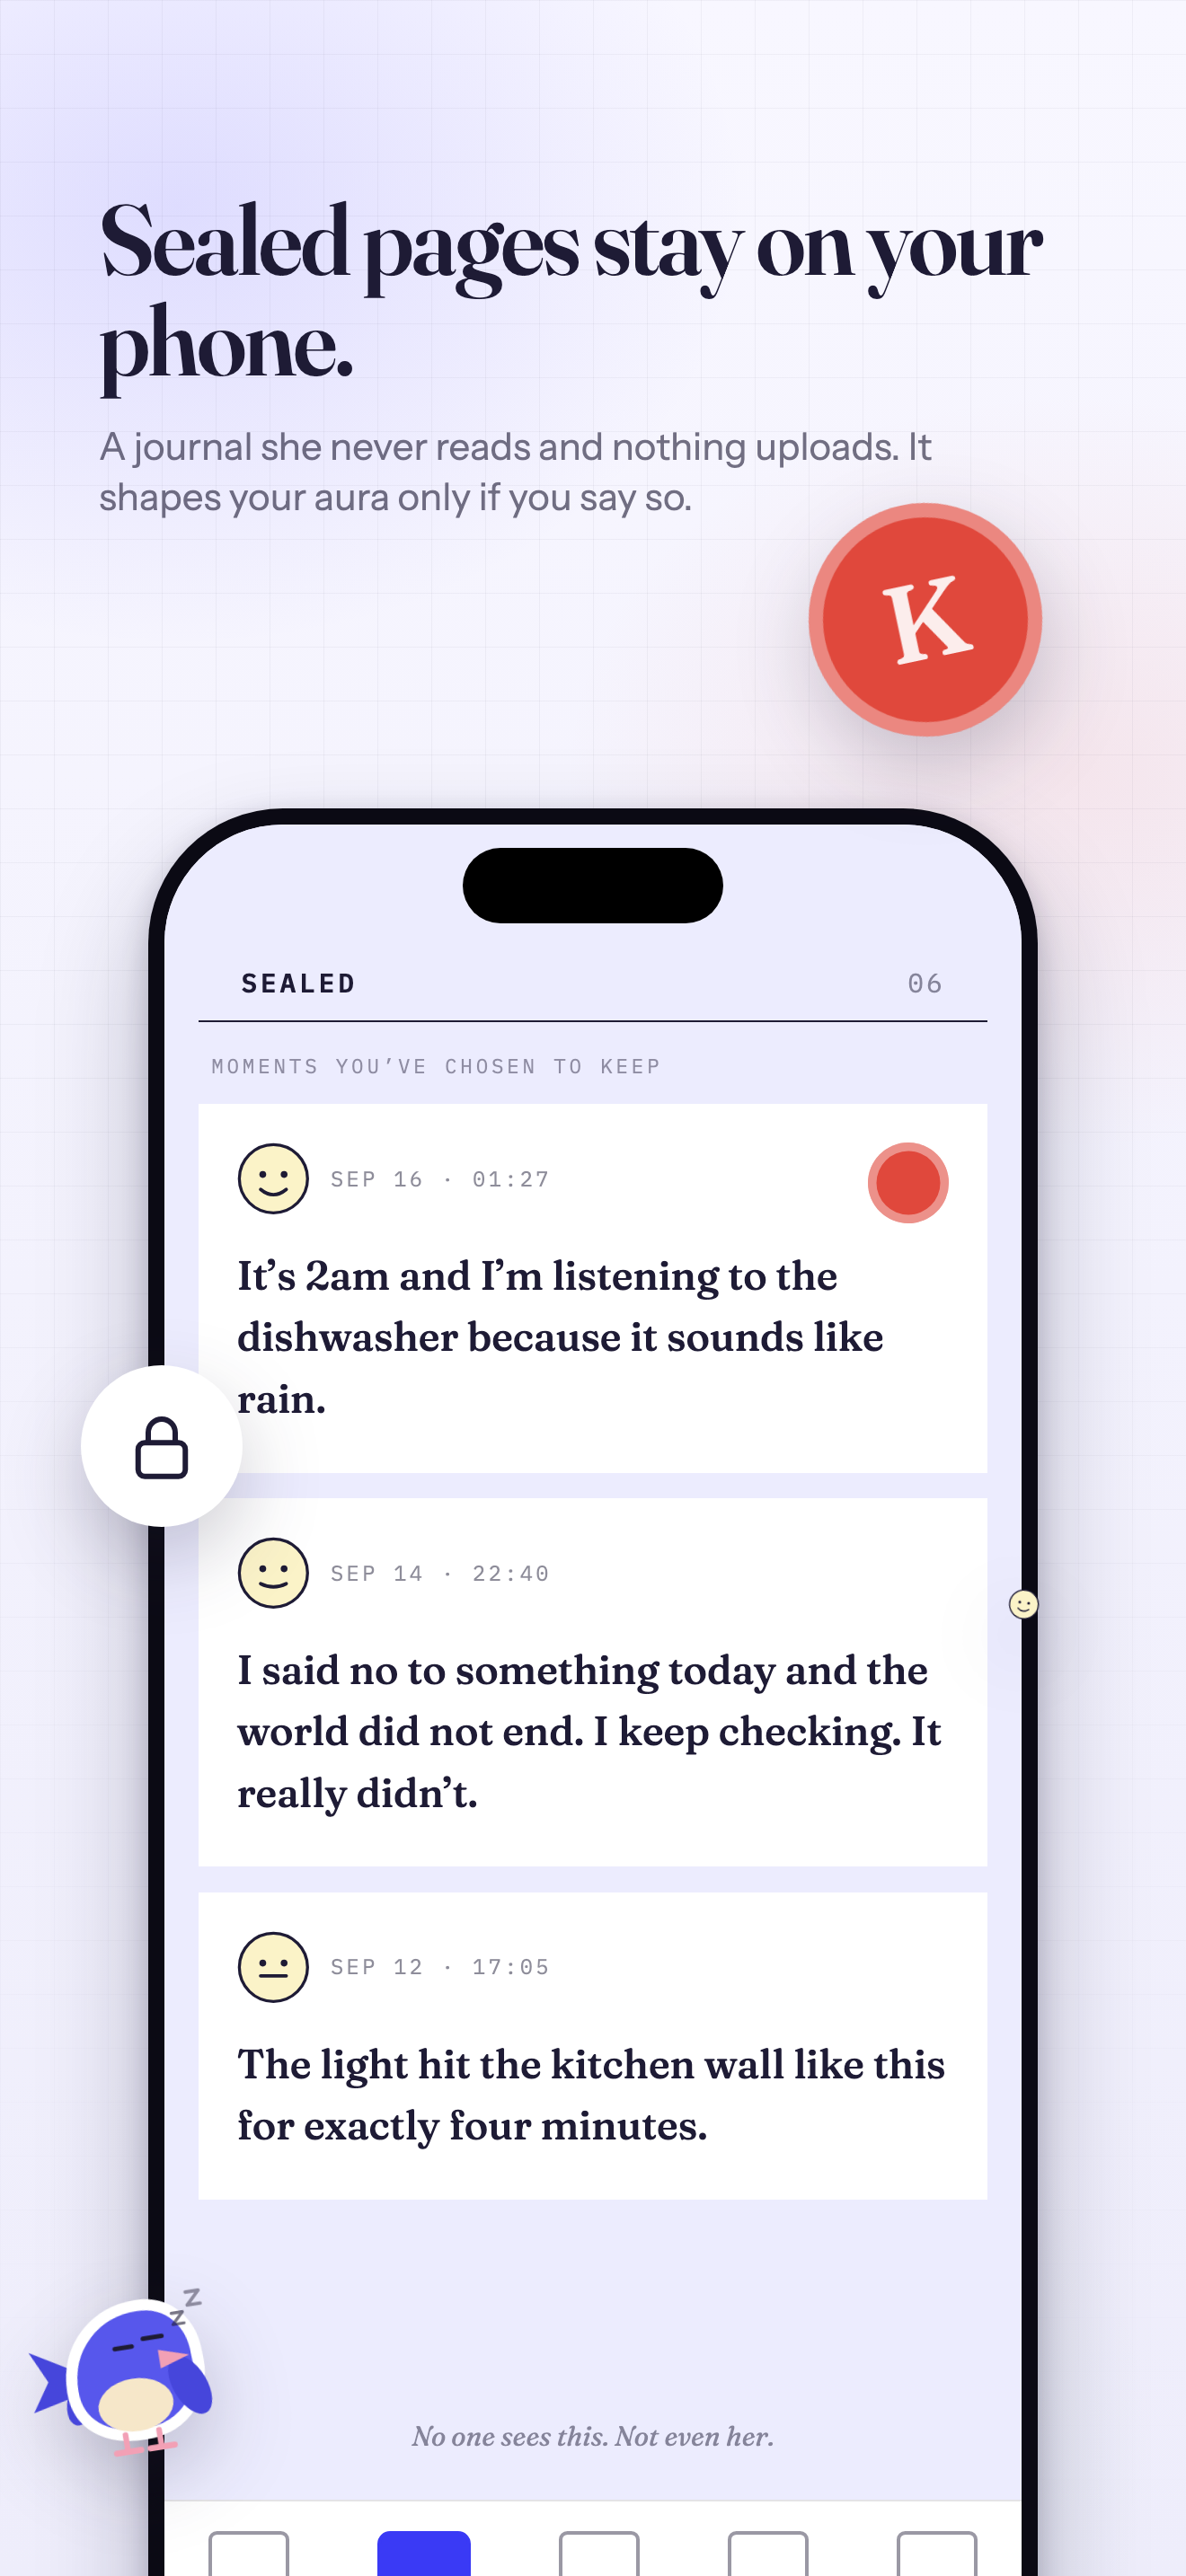 Sealed pages stay on your
phone.
A journal she never reads and nothing uploads. It
shapes your aura only if you say so.
K
SEALED
06
MOMENTS YOU’VE CHOSEN TO KEEP
SEP 16 · 01:27
It’s 2am and I’m listening to the
dishwasher because it sounds like
rain.
SEP 14 · 22:40
I said no to something today and the
world did not end. I keep checking. It
really didn’t.
SEP 12 · 17:05
The light hit the kitchen wall like this
for exactly four minutes.
z
z
No one sees this. Not even her.